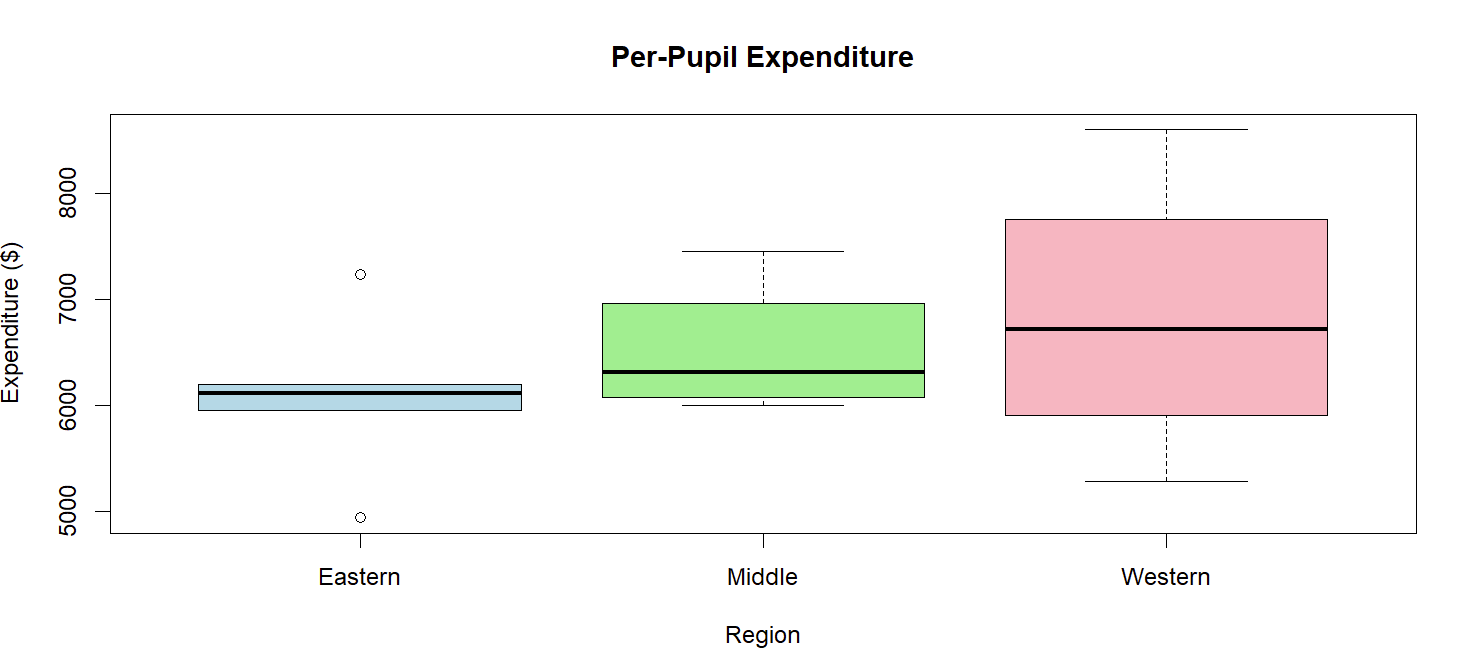 Per-Pupil Expenditure
Expenditure ($)
8000
7000
6000
5000
Eastern Middle Western
Region